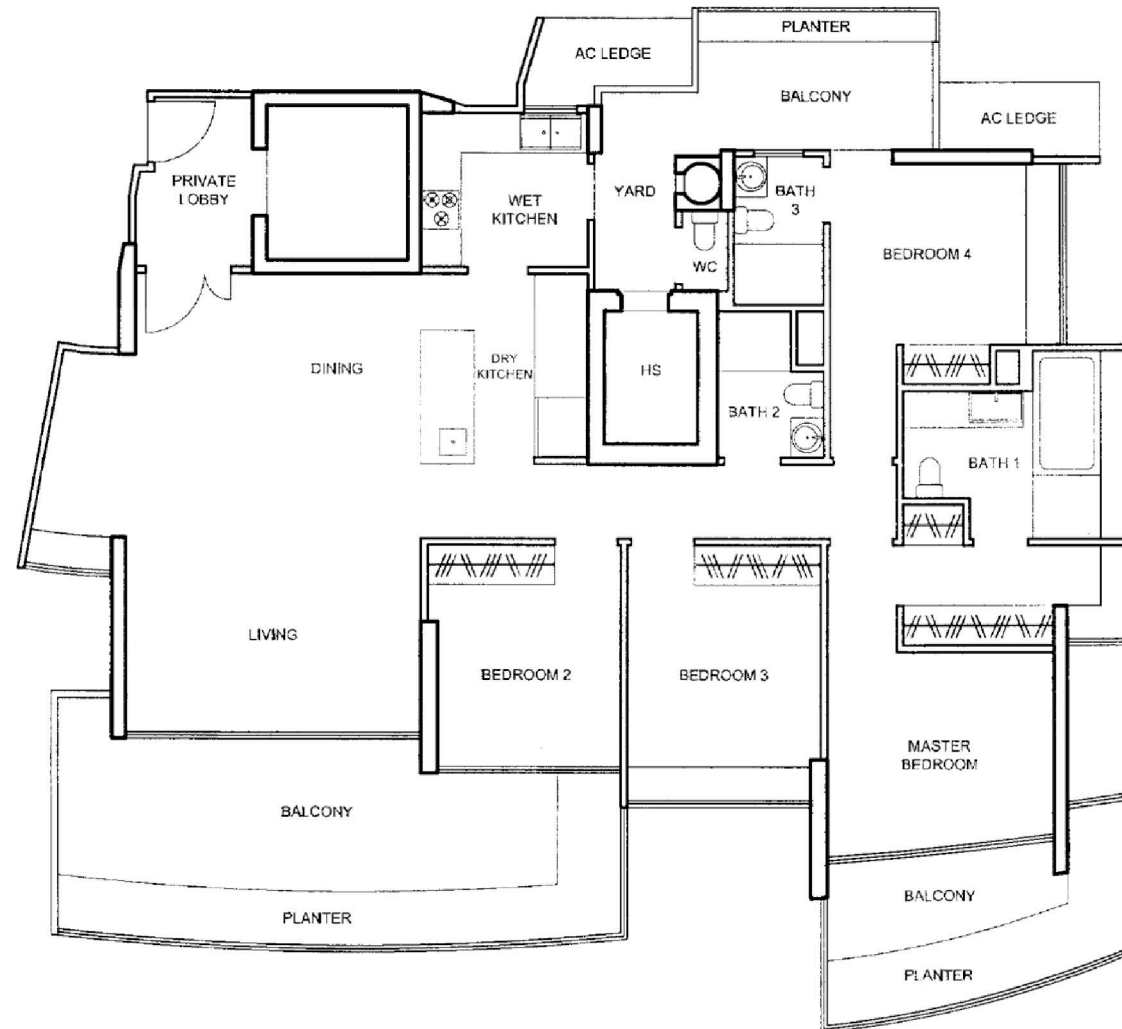 PLANTER
AC LEDGE
BALCONY
AC LEDGE
PRIVATE
LOBBY
WET
KITCHEN
YARD
BATH
3
WC
BEDROOM 4
DINING
DRY
KITCHEN
HS
BATH 2
BATH 1
LIVING
BEDROOM 2
BEDROOM 3
MASTER
BEDROOM
BALCONY
PLANTER
BALCONY
PLANTER